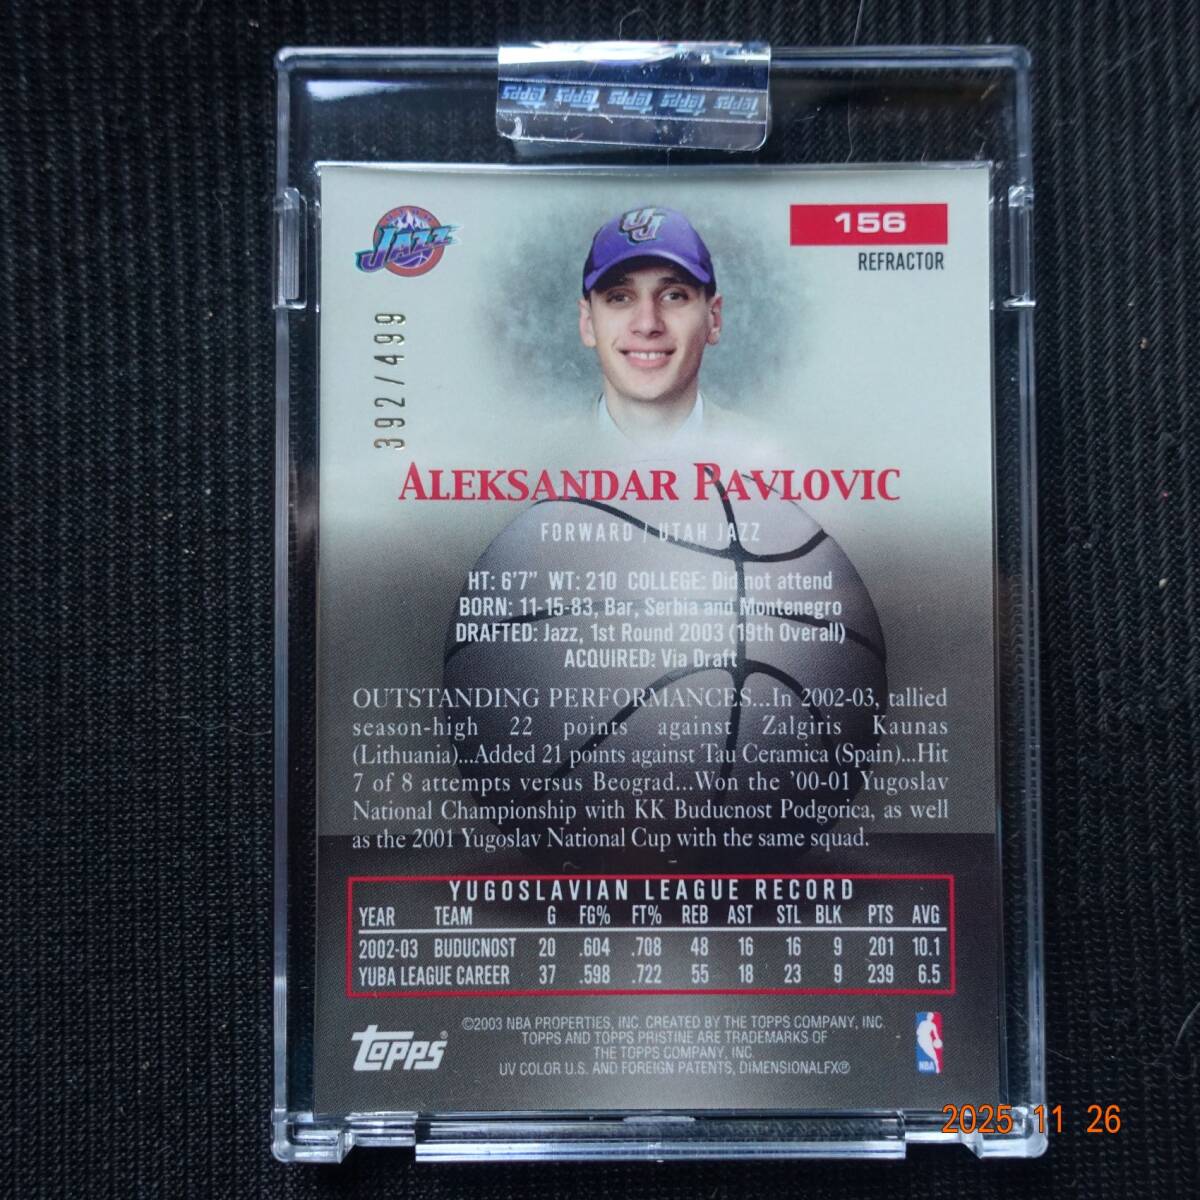 Topps Topps Topps Topps Topps
JAZZ
UJ
156
REFRACTOR
392/499
ALEKSANDAR PAVLOVIC
FORWARD / UTAH JAZZ
HT: 6'7" WT: 210 COLLEGE: Did not attend
BORN: 11-15-83, Bar, Serbia and Montenegro
DRAFTED: Jazz, 1st Round 2003 (19th Overall)
ACQUIRED: Via Draft
OUTSTANDING PERFORMANCES...In 2002-03, tallied
season-high 22 points against Zalgiris Kaunas
(Lithuania)...Added 21 points against Tau Ceramica (Spain)...Hit
7 of 8 attempts versus Beograd...Won the '00-01 Yugoslav
National Championship with KK Buducnost Podgorica, as well
as the 2001 Yugoslav National Cup with the same squad.
YUGOSLAVIAN LEAGUE RECORD
YEAR TEAM G FG% FT% REB AST STL BLK PTS AVG
2002-03 BUDUCNOST 20 .604 .708 48 16 16 9 201 10.1
YUBA LEAGUE CAREER 37 .598 .722 55 18 23 9 239 6.5
topps®
©2003 NBA PROPERTIES, INC. CREATED BY THE TOPPS COMPANY, INC.
TOPPS AND TOPPS PRISTINE ARE TRADEMARKS OF
THE TOPPS COMPANY, INC.
UV COLOR U.S. AND FOREIGN PATENTS, DIMENSIONALFX®
NBA
2025 11 26